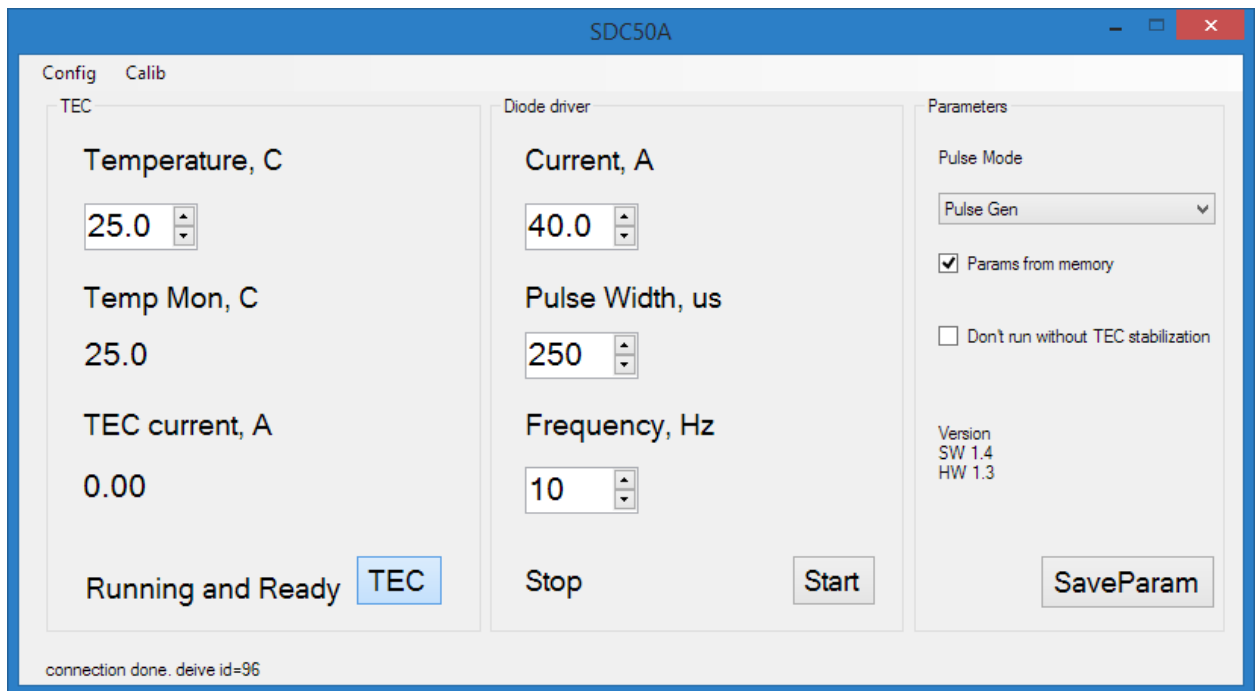 SDC50A
Config Calib
TEC
Temperature, C
25.0
Temp Mon, C
25.0
TEC current, A
0.00
Running and Ready TEC
Diode driver
Current, A
40.0
Pulse Width, us
250
Frequency, Hz
10
Stop Start
Parameters
Pulse Mode
Pulse Gen
Params from memory
Don't run without TEC stabilization
Version
SW 1.4
HW 1.3
SaveParam
connection done. deive id=96